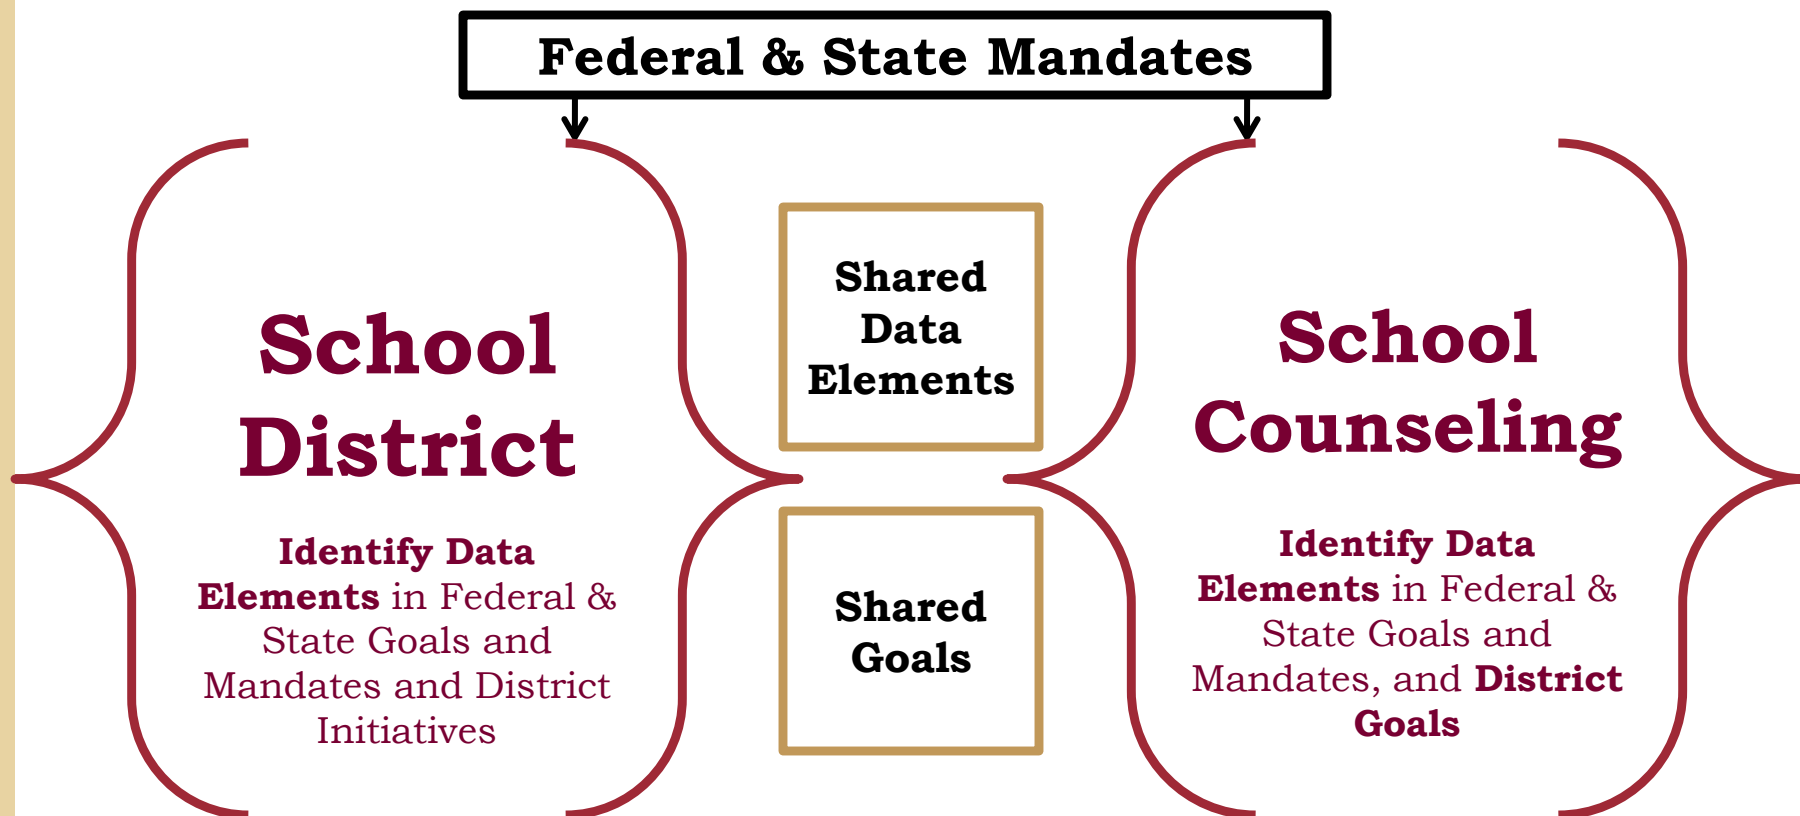 Federal & State Mandates
School
District
Identify Data
Elements in Federal &
State Goals and
Mandates and District
Initiatives
Shared
Data
Elements
Shared
Goals
School
Counseling
Identify Data
Elements in Federal &
State Goals and
Mandates, and District
Goals